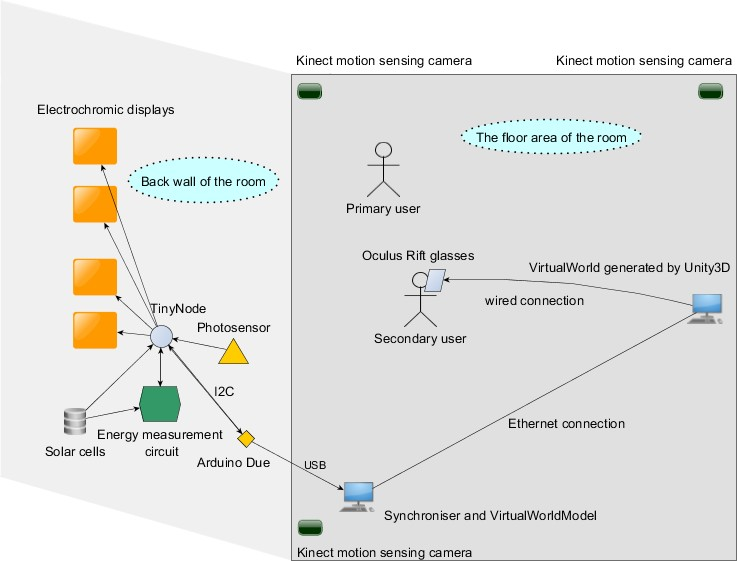 Kinect motion sensing camera
Kinect motion sensing camera
Electrochromic displays
The floor area of the room
Back wall of the room
Primary user
Oculus Rift glasses
VirtualWorld generated by Unity3D
wired connection
TinyNode
Photosensor
Secondary user
I2C
Ethernet connection
Energy measurement
circuit
Solar cells
Arduino Due
USB
Synchroniser and VirtualWorldModel
Kinect motion sensing camera